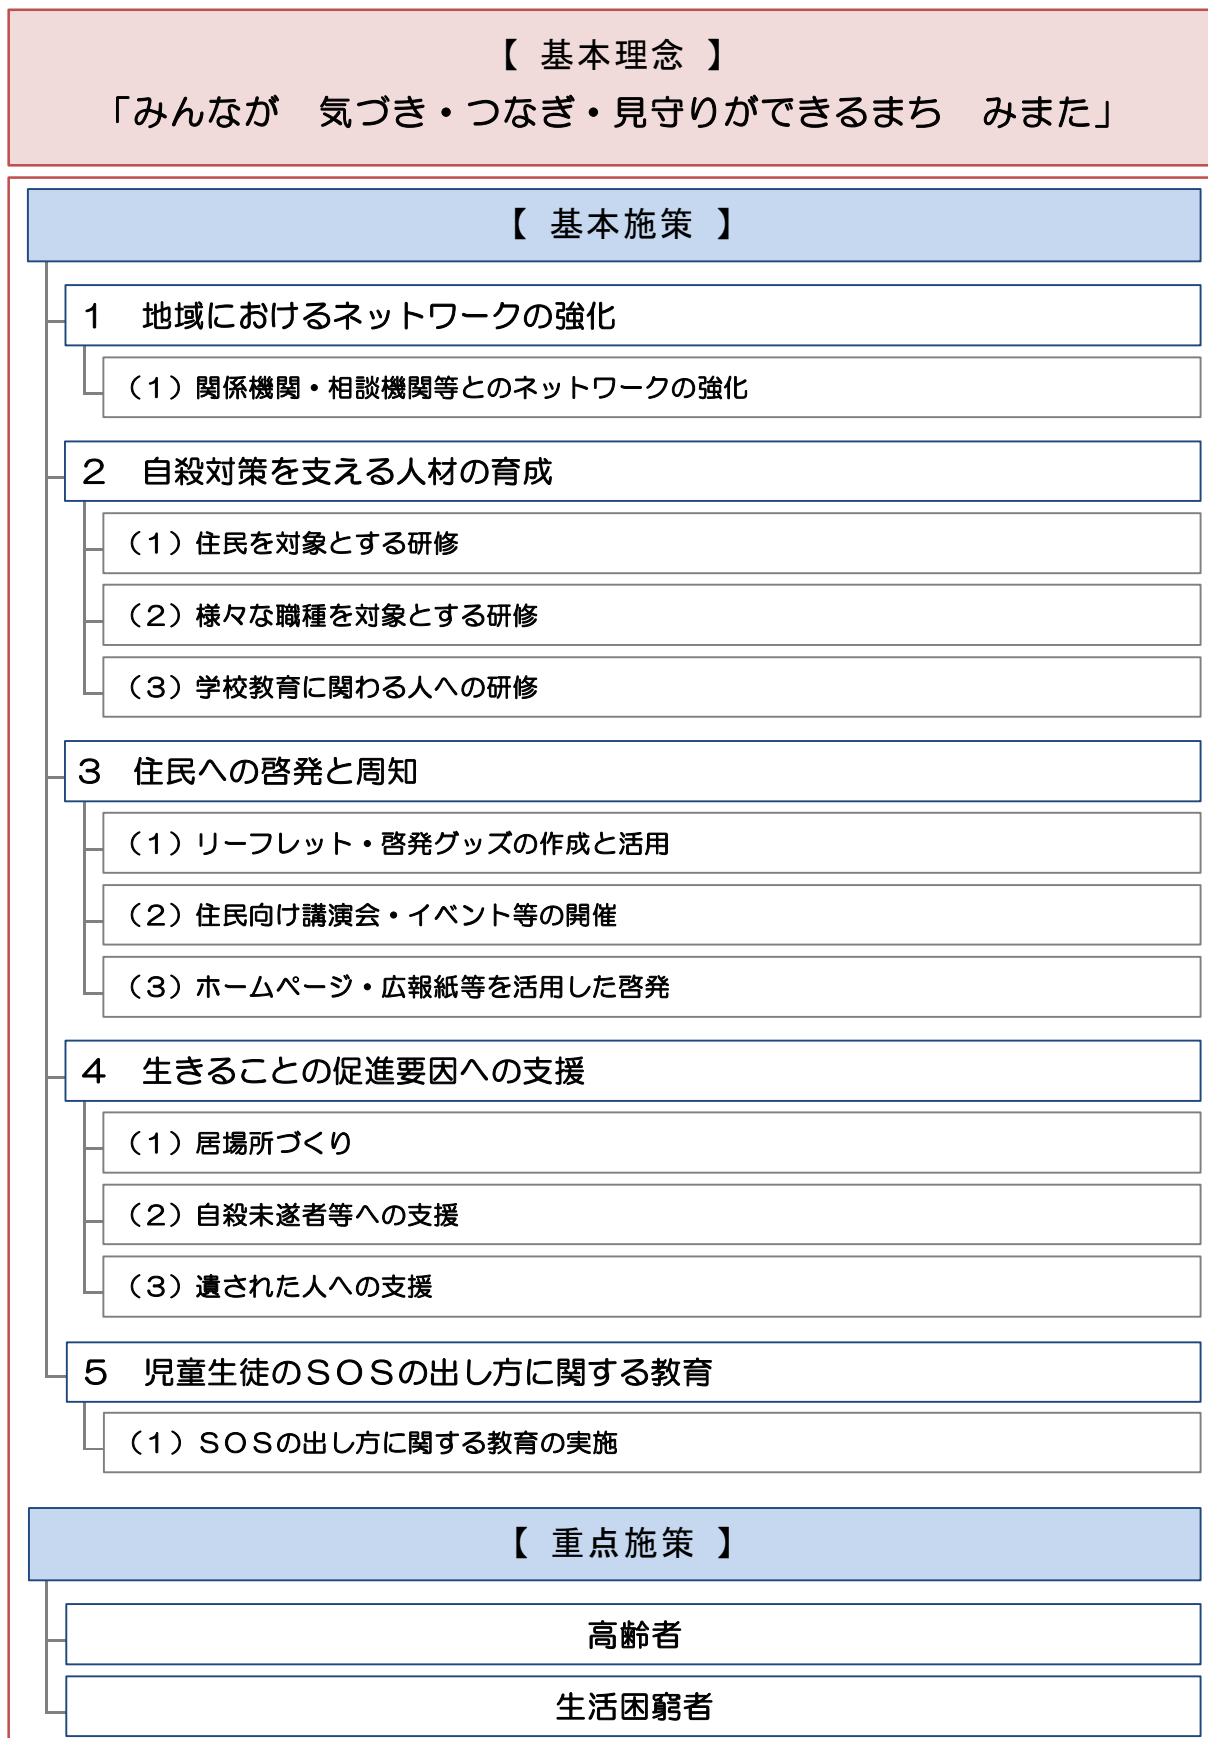 【 基本理念 】
「みんなが　気づき・つなぎ・見守りができるまち　みまた」
【 基本施策 】
１　地域におけるネットワークの強化
（１）関係機関・相談機関等とのネットワークの強化
２　自殺対策を支える人材の育成
（１）住民を対象とする研修
（２）様々な職種を対象とする研修
（３）学校教育に関わる人への研修
３　住民への啓発と周知
（１）リーフレット・啓発グッズの作成と活用
（２）住民向け講演会・イベント等の開催
（３）ホームページ・広報紙等を活用した啓発
４　生きることの促進要因への支援
（１）居場所づくり
（２）自殺未遂者等への支援
（３）遺された人への支援
５　児童生徒のＳＯＳの出し方に関する教育
（１）ＳＯＳの出し方に関する教育の実施
【 重点施策 】
高齢者
生活困窮者